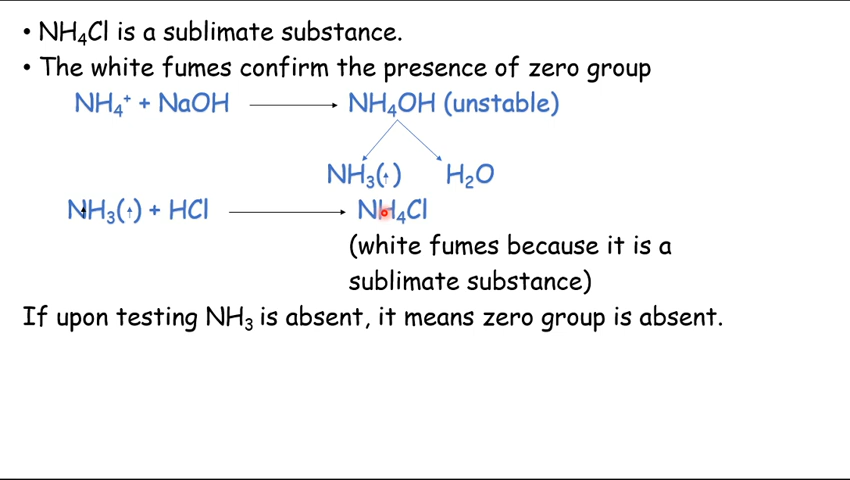 • NH₄Cl is a sublimate substance.
• The white fumes confirm the presence of zero group
NH₄⁺ + NaOH ⟶ NH₄OH (unstable)
NH₃(↑) H₂O
NH₃(↑) + HCl ⟶ NH₄Cl
(white fumes because it is a
sublimate substance)
If upon testing NH₃ is absent, it means zero group is absent.